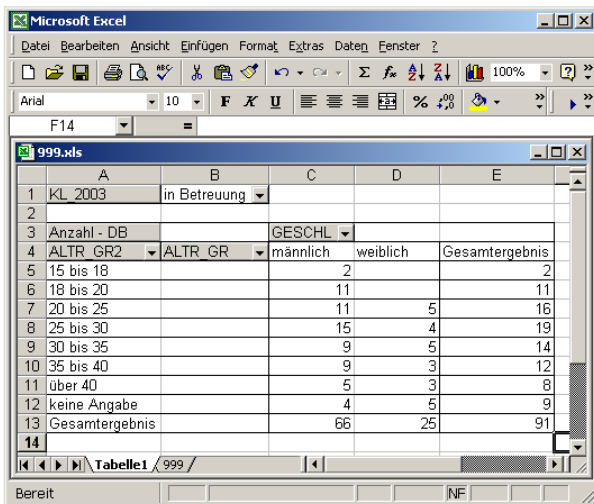 Microsoft Excel
Datei Bearbeiten Ansicht Einfügen Format Extras Daten Fenster ?
100%
Arial 10 F K U
F14 =
999.xls
A B C D E
1 KL_2003 in Betreuung
2
3 Anzahl - DB GESCHL
4 ALTR_GR2 ALTR_GR männlich weiblich Gesamtergebnis
5 15 bis 18 2 2
6 18 bis 20 11 11
7 20 bis 25 11 5 16
8 25 bis 30 15 4 19
9 30 bis 35 9 5 14
10 35 bis 40 9 3 12
11 über 40 5 3 8
12 keine Angabe 4 5 9
13 Gesamtergebnis 66 25 91
14
Tabelle1 999
Bereit NF